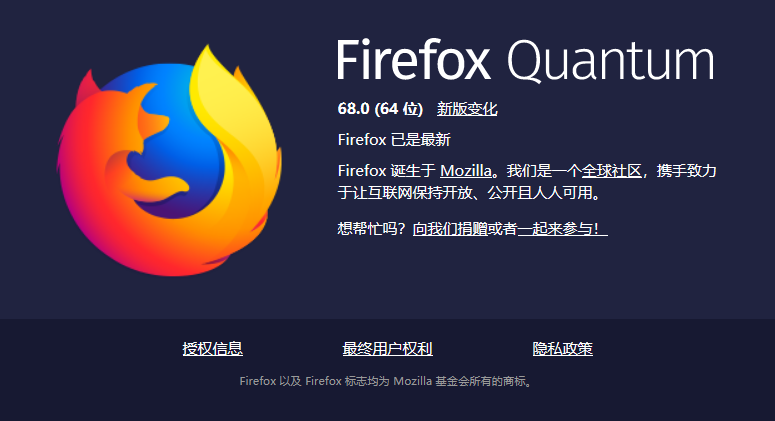 Firefox Quantum
68.0 (64 位) 新版变化
Firefox 已是最新
Firefox 诞生于 Mozilla。我们是一个全球社区，携手致力
于让互联网保持开放、公开且人人可用。
想帮忙吗？向我们捐赠或者一起来参与！
授权信息 最终用户权利 隐私政策
Firefox 以及 Firefox 标志均为 Mozilla 基金会所有的商标。